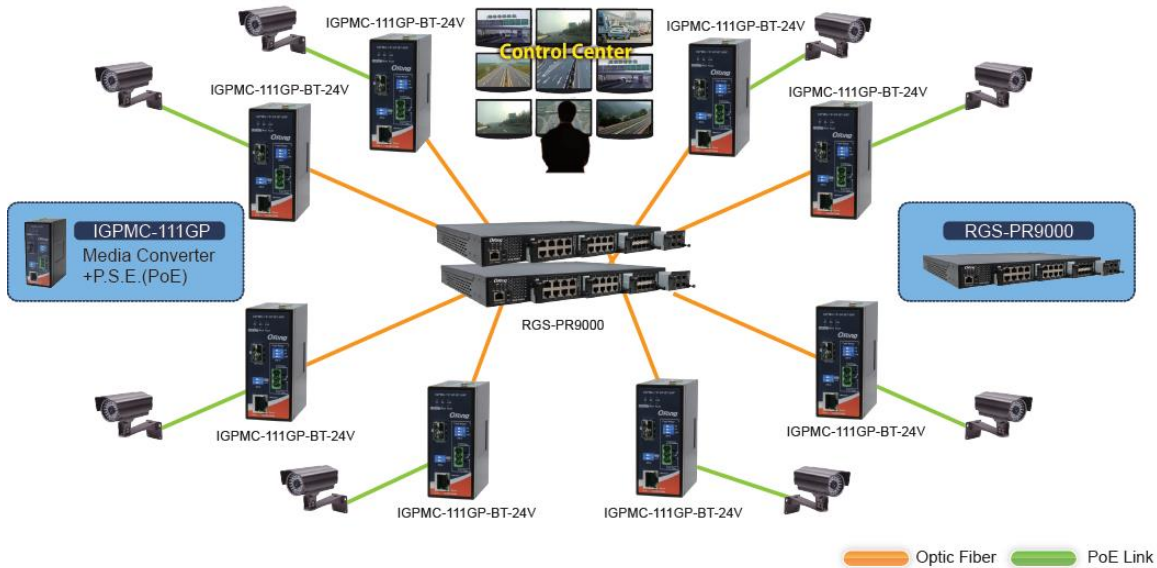 IGPMC-111GP-BT-24V
Control Center
IGPMC-111GP-BT-24V
IGPMC-111GP-BT-24V
IGPMC-111GP-BT-24V
IGPMC-111GP
Media Converter
+P.S.E.(PoE)
RGS-PR9000
RGS-PR9000
IGPMC-111GP-BT-24V
IGPMC-111GP-BT-24V
IGPMC-111GP-BT-24V
IGPMC-111GP-BT-24V
Optic Fiber
PoE Link